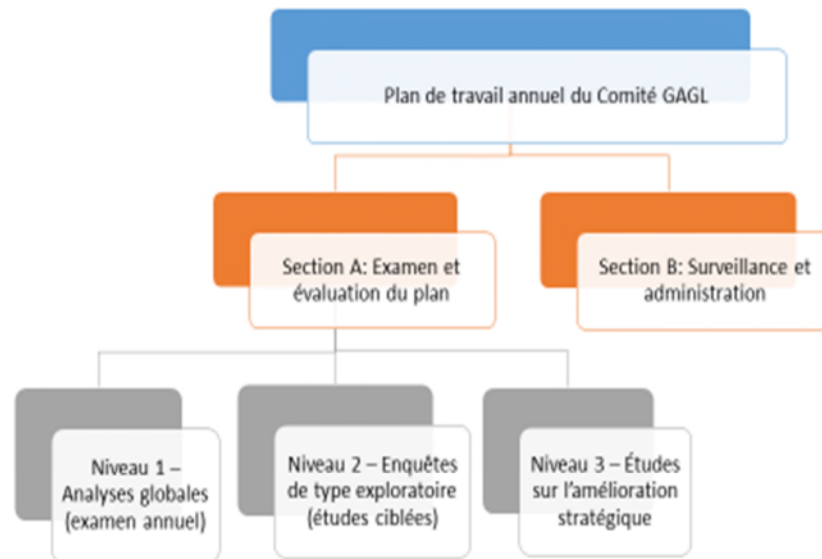 Plan de travail annuel du Comité GAGL
Section A: Examen et
évaluation du plan
Section B: Surveillance et
administration
Niveau 1 – 
Analyses globales
(examen annuel)
Niveau 2 – Enquêtes
de type exploratoire
(études ciblées)
Niveau 3 – Études
sur l'amélioration
stratégique